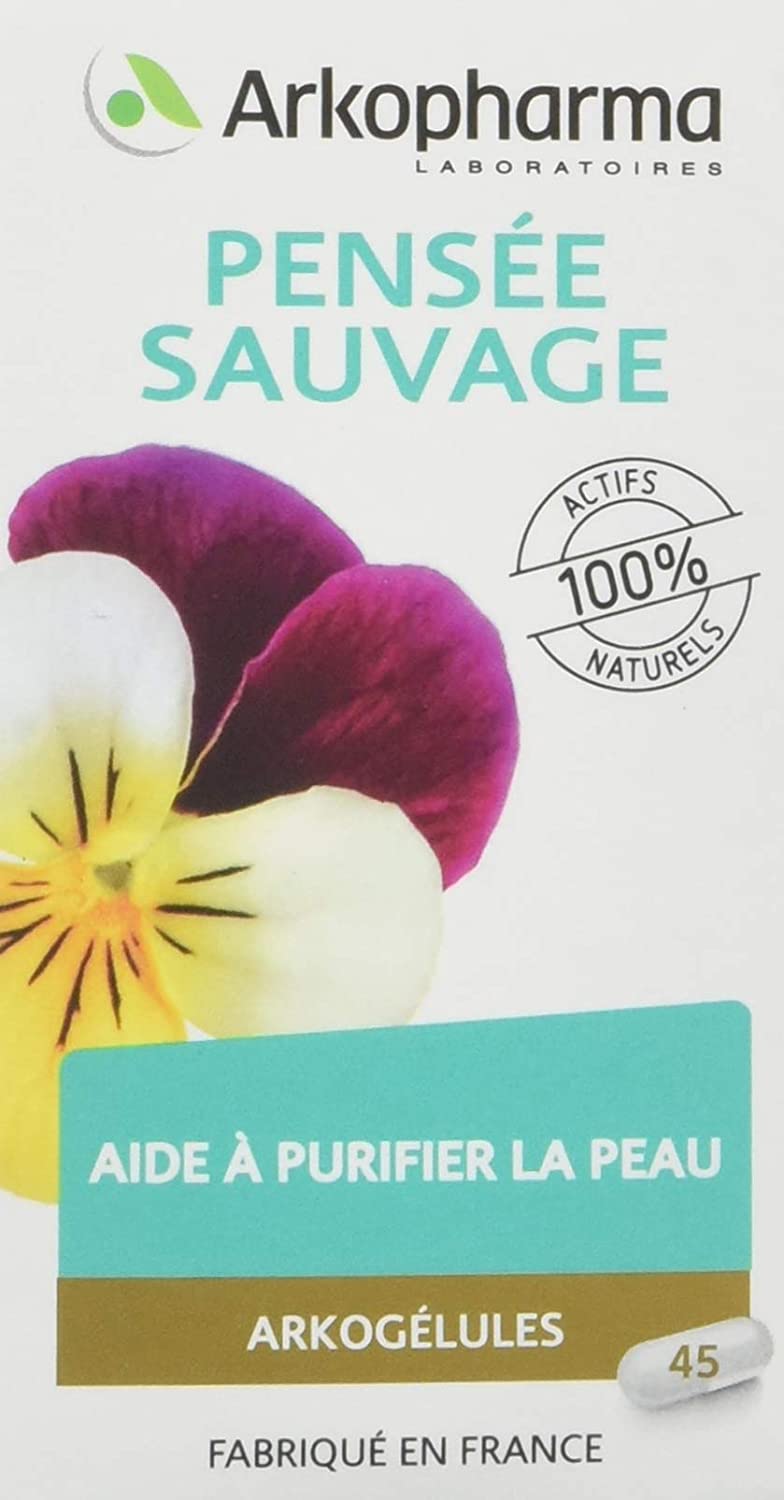 Arkopharma
LABORATOIRES
PENSÉE
SAUVAGE
ACTIFS
100%
NATURELS
AIDE À PURIFIER LA PEAU
ARKOGÉLULES
45
FABRIQUÉ EN FRANCE